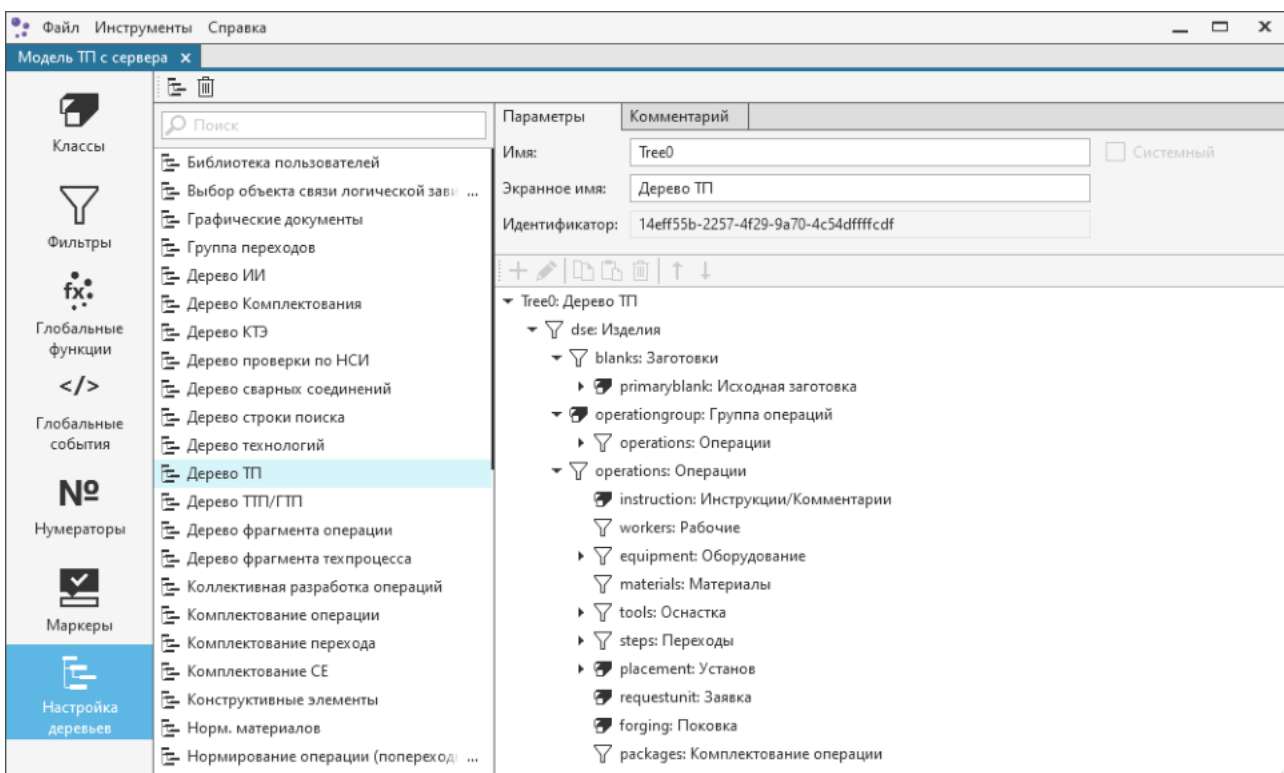 Файл Инструменты Справка
Модель ТП с сервера x
Классы
Фильтры
fx
Глобальные
функции
</>
Глобальные
события
№
Нумераторы
Маркеры
Настройка
деревьев
Поиск
Библиотека пользователей
Выбор объекта связи логической зави ...
Графические документы
Группа переходов
Дерево ИИ
Дерево Комплектования
Дерево КТЭ
Дерево проверки по НСИ
Дерево сварных соединений
Дерево строки поиска
Дерево технологий
Дерево ТП
Дерево ТТП/ГТП
Дерево фрагмента операции
Дерево фрагмента техпроцесса
Коллективная разработка операций
Комплектование операции
Комплектование перехода
Комплектование СЕ
Конструктивные элементы
Норм. материалов
Нормирование операции (поперехо ...
Параметры Комментарий
Имя: Tree0 Системный
Экранное имя: Дерево ТП
Идентификатор: 14eff55b-2257-4f29-9a70-4c54dffffcdf
Tree0: Дерево ТП
dse: Изделия
blanks: Заготовки
primaryblank: Исходная заготовка
operationgroup: Группа операций
operations: Операции
operations: Операции
instruction: Инструкции/Комментарии
workers: Рабочие
equipment: Оборудование
materials: Материалы
tools: Оснастка
steps: Переходы
placement: Установ
requestunit: Заявка
forging: Поковка
packages: Комплектование операции